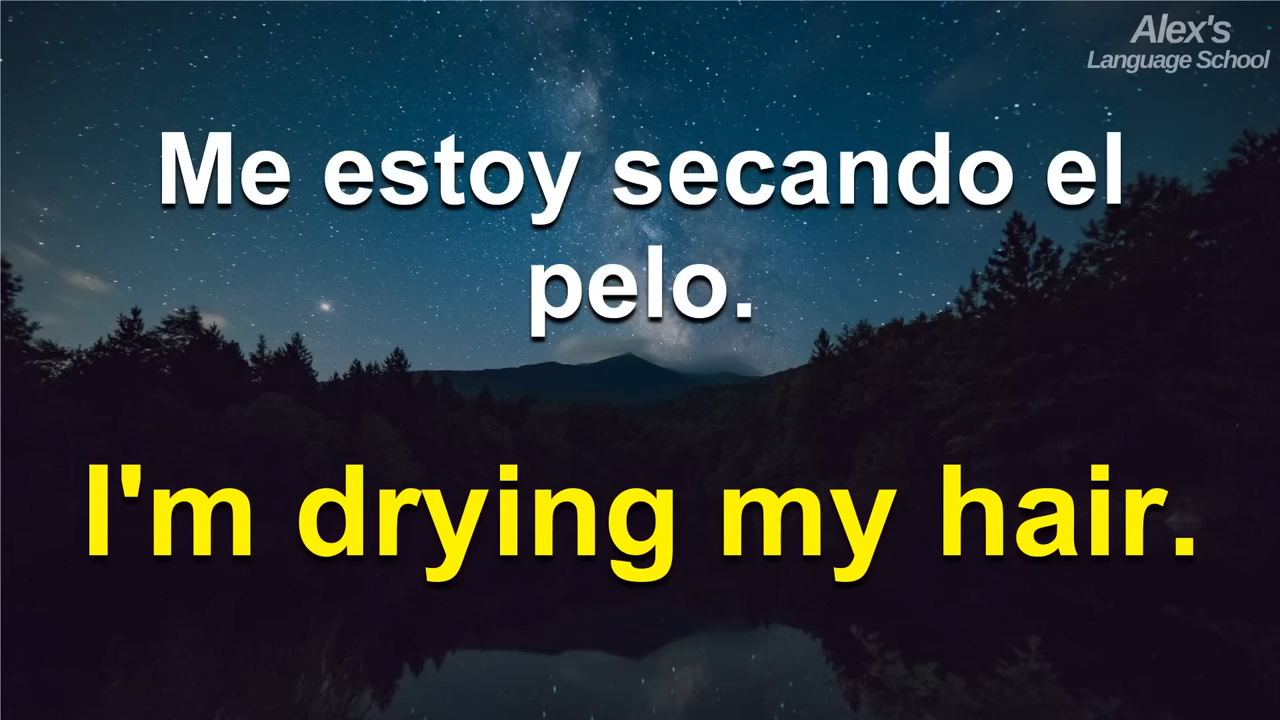 Alex's
Language School
Me estoy secando el
pelo.
I'm drying my hair.